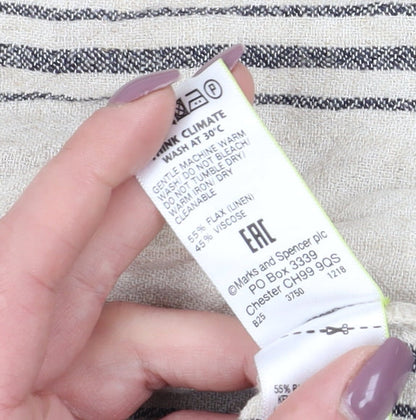 P
THINK CLIMATE
WASH AT 30°C
GENTLE MACHINE WARM
WASH/ DO NOT BLEACH/
DO NOT TUMBLE DRY/
WARM IRON/ DRY
CLEANABLE
55% FLAX (LINEN)
45% VISCOSE
EAC
©Marks and Spencer plc
PO Box 3339
Chester CH99 9QS
825 3750 1218
55%